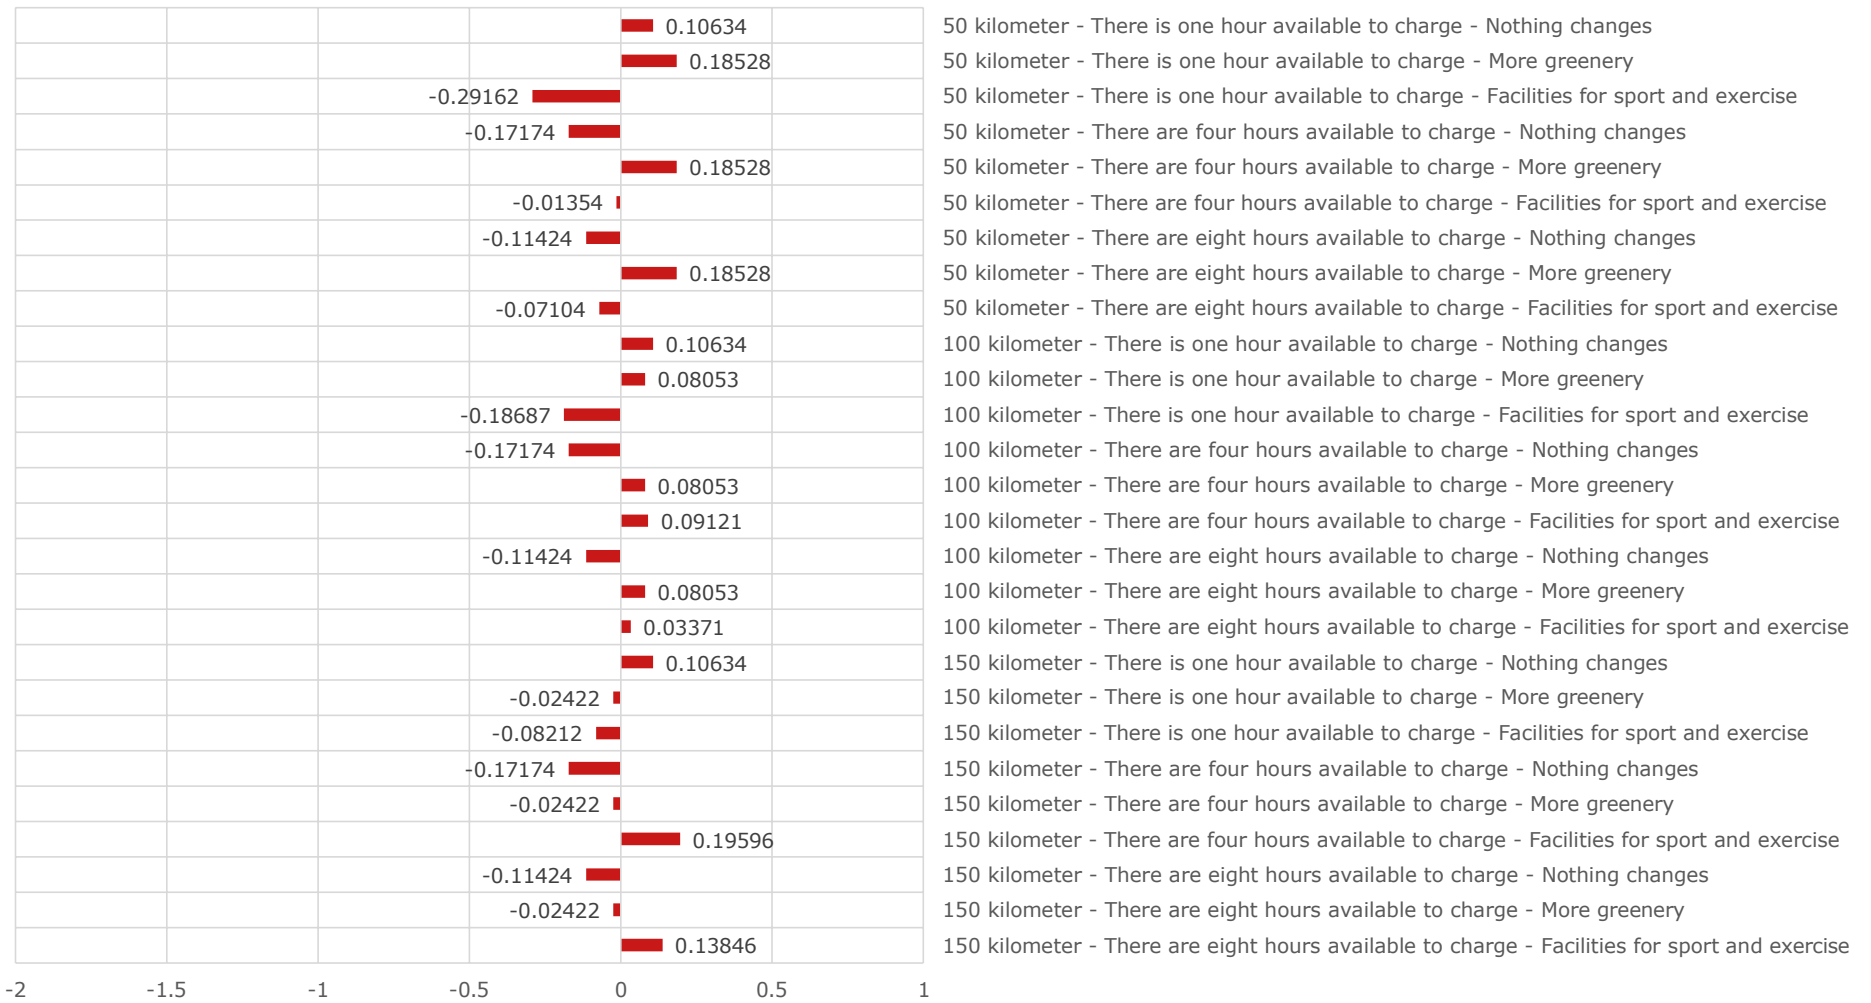 0.10634 50 kilometer - There is one hour available to charge - Nothing changes
0.18528 50 kilometer - There is one hour available to charge - More greenery
-0.29162 50 kilometer - There is one hour available to charge - Facilities for sport and exercise
-0.17174 50 kilometer - There are four hours available to charge - Nothing changes
0.18528 50 kilometer - There are four hours available to charge - More greenery
-0.01354 50 kilometer - There are four hours available to charge - Facilities for sport and exercise
-0.11424 50 kilometer - There are eight hours available to charge - Nothing changes
0.18528 50 kilometer - There are eight hours available to charge - More greenery
-0.07104 50 kilometer - There are eight hours available to charge - Facilities for sport and exercise
0.10634 100 kilometer - There is one hour available to charge - Nothing changes
0.08053 100 kilometer - There is one hour available to charge - More greenery
-0.18687 100 kilometer - There is one hour available to charge - Facilities for sport and exercise
-0.17174 100 kilometer - There are four hours available to charge - Nothing changes
0.08053 100 kilometer - There are four hours available to charge - More greenery
0.09121 100 kilometer - There are four hours available to charge - Facilities for sport and exercise
-0.11424 100 kilometer - There are eight hours available to charge - Nothing changes
0.08053 100 kilometer - There are eight hours available to charge - More greenery
0.03371 100 kilometer - There are eight hours available to charge - Facilities for sport and exercise
0.10634 150 kilometer - There is one hour available to charge - Nothing changes
-0.02422 150 kilometer - There is one hour available to charge - More greenery
-0.08212 150 kilometer - There is one hour available to charge - Facilities for sport and exercise
-0.17174 150 kilometer - There are four hours available to charge - Nothing changes
-0.02422 150 kilometer - There are four hours available to charge - More greenery
0.19596 150 kilometer - There are four hours available to charge - Facilities for sport and exercise
-0.11424 150 kilometer - There are eight hours available to charge - Nothing changes
-0.02422 150 kilometer - There are eight hours available to charge - More greenery
0.13846 150 kilometer - There are eight hours available to charge - Facilities for sport and exercise
-2 -1.5 -1 -0.5 0 0.5 1